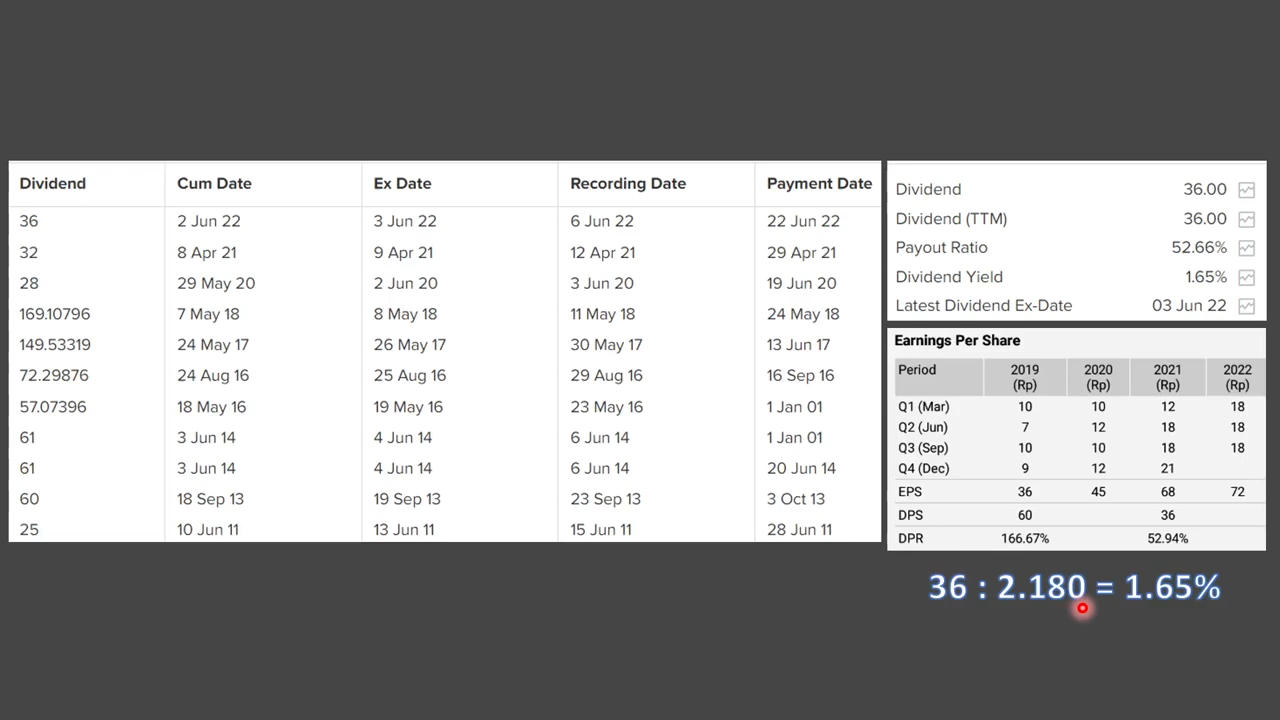 Dividend Cum Date Ex Date Recording Date Payment Date
36 2 Jun 22 3 Jun 22 6 Jun 22 22 Jun 22
32 8 Apr 21 9 Apr 21 12 Apr 21 29 Apr 21
28 29 May 20 2 Jun 20 3 Jun 20 19 Jun 20
169.10796 7 May 18 8 May 18 11 May 18 24 May 18
149.53319 24 May 17 26 May 17 30 May 17 13 Jun 17
72.29876 24 Aug 16 25 Aug 16 29 Aug 16 16 Sep 16
57.07396 18 May 16 19 May 16 23 May 16 1 Jan 01
61 3 Jun 14 4 Jun 14 6 Jun 14 1 Jan 01
61 3 Jun 14 4 Jun 14 6 Jun 14 20 Jun 14
60 18 Sep 13 19 Sep 13 23 Sep 13 3 Oct 13
25 10 Jun 11 13 Jun 11 15 Jun 11 28 Jun 11
Dividend 36.00
Dividend (TTM) 36.00
Payout Ratio 52.66%
Dividend Yield 1.65%
Latest Dividend Ex-Date 03 Jun 22
Earnings Per Share
Period 2019 2020 2021 2022
(Rp) (Rp) (Rp) (Rp)
Q1 (Mar) 10 10 12 18
Q2 (Jun) 7 12 18 18
Q3 (Sep) 10 10 18 18
Q4 (Dec) 9 12 21
EPS 36 45 68 72
DPS 60 36
DPR 166.67% 52.94%
36 : 2.180 = 1.65%